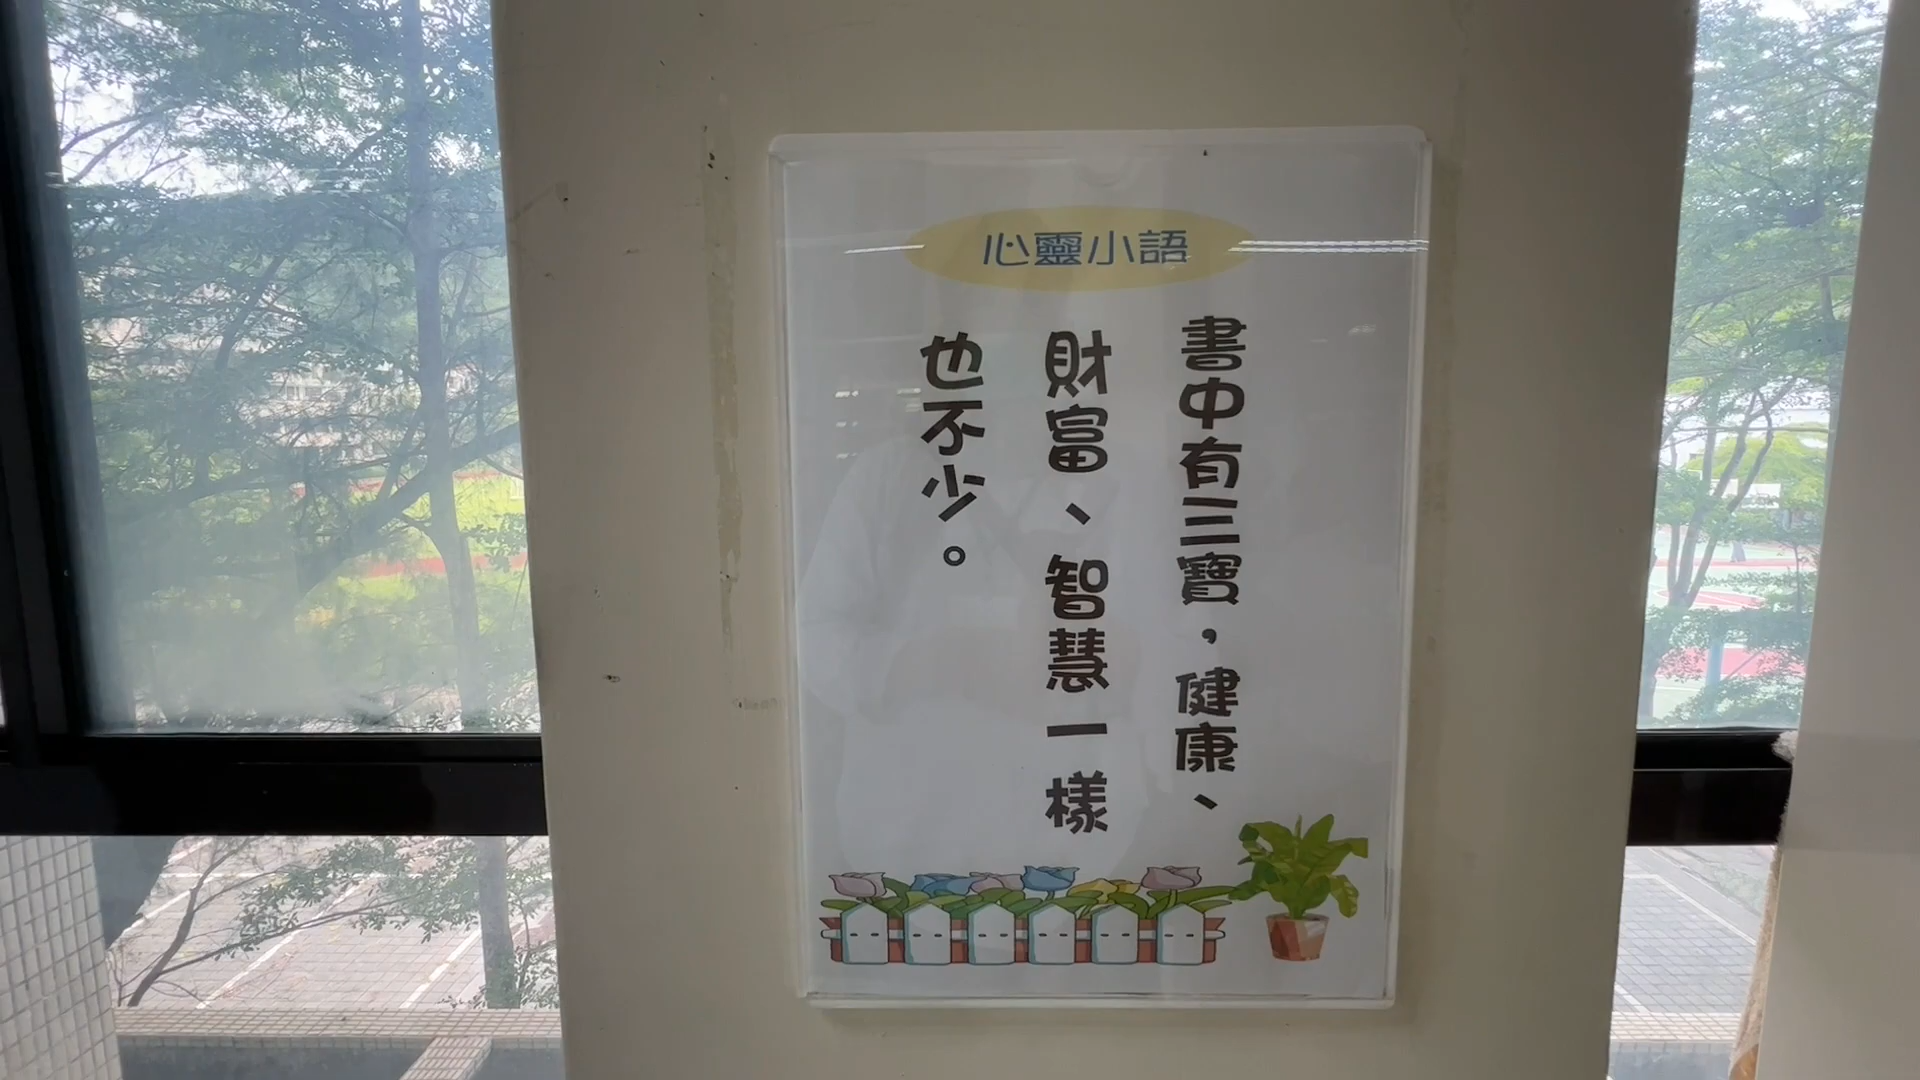 心靈小語
書中有三寶，健康、
財富、智慧一樣
也不少。